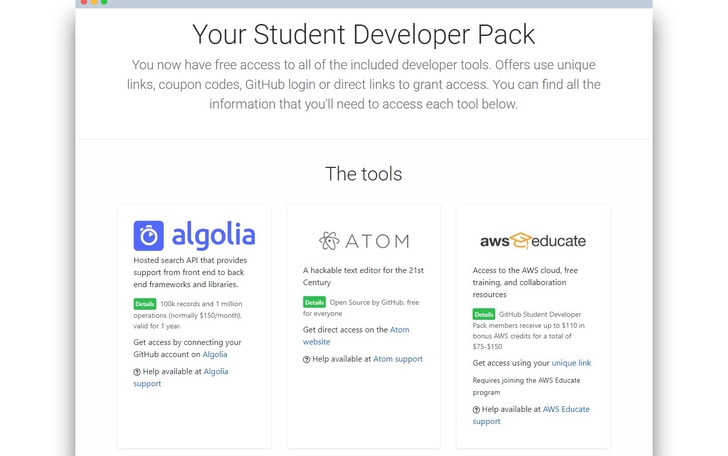 Your Student Developer Pack
You now have free access to all of the included developer tools. Offers use unique
links, coupon codes, GitHub login or direct links to grant access. You can find all the
information that you'll need to access each tool below.
The tools
algolia
Hosted search API that provides
support from front end to back
end frameworks and libraries.
Details 100k records and 1 million
operations (normally $150/month),
valid for 1 year.
Get access by connecting your
GitHub account on Algolia
Help available at Algolia
support
ATOM
A hackable text editor for the 21st
Century
Details Open Source by GitHub, free
for everyone
Get direct access on the Atom
website
Help available at Atom support
aws educate
Access to the AWS cloud, free
training, and collaboration
resources
Details GitHub Student Developer
Pack members receive up to $110 in
bonus AWS credits for a total of
$75-$150
Get access using your unique link
Requires joining the AWS Educate
program
Help available at AWS Educate
support